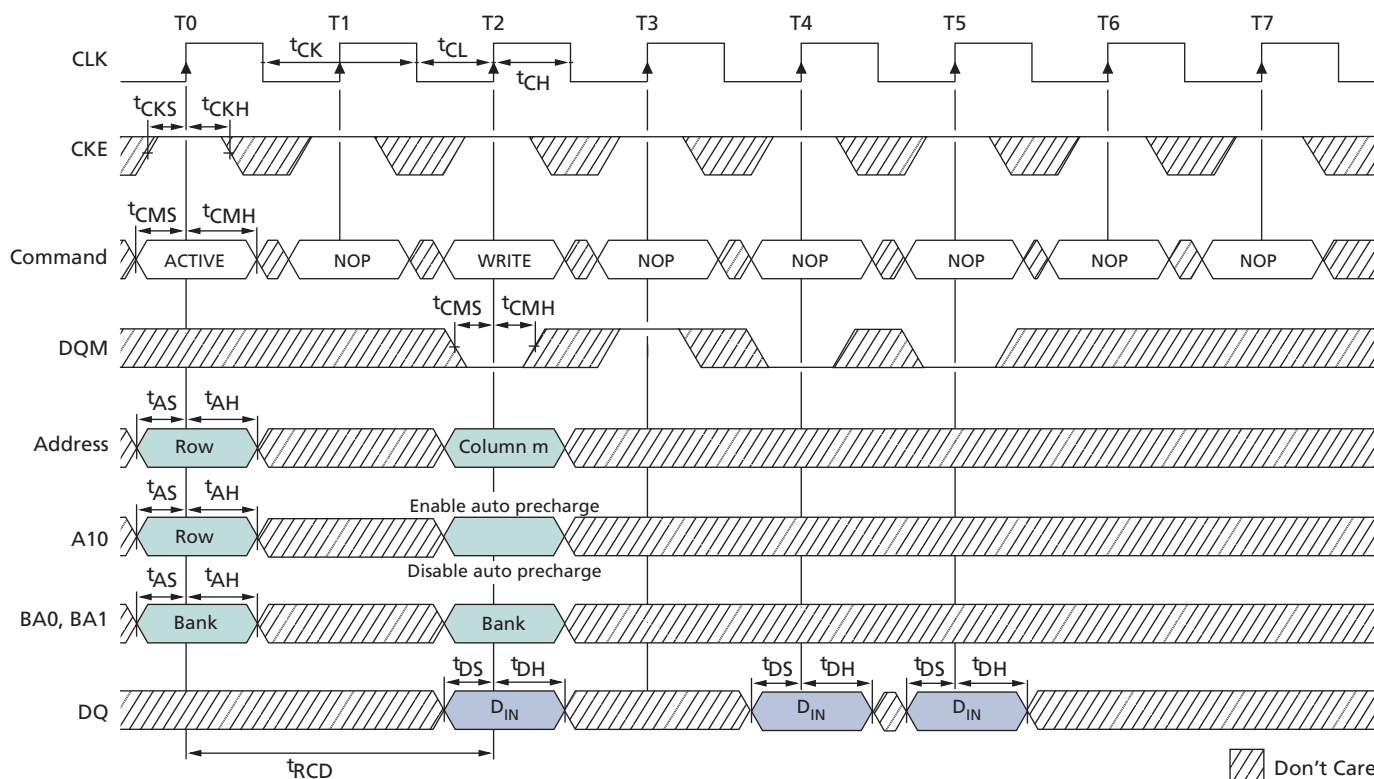 T0 T1 T2 T3 T4 T5 T6 T7
CLK tCK tCL
tCH
tCKS tCKH
CKE
tCMS tCMH
Command ACTIVE NOP WRITE NOP NOP NOP NOP NOP
tCMS tCMH
DQM
tAS tAH
Address Row Column m
tAS tAH Enable auto precharge
A10 Row
Disable auto precharge
tAS tAH
BA0, BA1 Bank Bank
tDS tDH tDS tDH tDS tDH
DQ DIN DIN DIN
tRCD
Don't Care